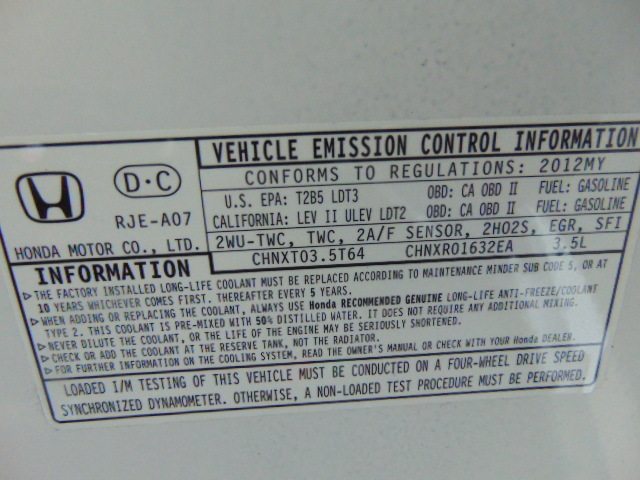 VEHICLE EMISSION CONTROL INFORMATION
CONFORMS TO REGULATIONS: 2012MY
U.S. EPA: T2B5 LDT3 OBD: CA OBD II FUEL: GASOLINE
CALIFORNIA: LEV II ULEV LDT2 OBD: CA OBD II FUEL: GASOLINE
2WU-TWC, TWC, 2A/F SENSOR, 2HO2S, EGR, SFI
CHNXT03.5T64 CHNXR01632EA 3.5L
D·C
RJE-A07
HONDA MOTOR CO., LTD.
INFORMATION
▷ THE FACTORY INSTALLED LONG-LIFE COOLANT MUST BE REPLACED ACCORDING TO MAINTENANCE MINDER SUB CODE 5, OR AT
10 YEARS WHICHEVER COMES FIRST. THEREAFTER EVERY 5 YEARS.
▷ WHEN ADDING OR REPLACING THE COOLANT, ALWAYS USE Honda RECOMMENDED GENUINE LONG-LIFE ANTI-FREEZE/COOLANT
TYPE 2. THIS COOLANT IS PRE-MIXED WITH 50% DISTILLED WATER. IT DOES NOT REQUIRE ANY ADDITIONAL MIXING.
▷ NEVER DILUTE THE COOLANT, OR THE LIFE OF THE ENGINE MAY BE SERIOUSLY SHORTENED.
▷ CHECK OR ADD THE COOLANT AT THE RESERVE TANK, NOT THE RADIATOR.
▷ FOR FURTHER INFORMATION ON THE COOLING SYSTEM, READ THE OWNER'S MANUAL OR CHECK WITH YOUR Honda DEALER.
LOADED I/M TESTING OF THIS VEHICLE MUST BE CONDUCTED ON A FOUR-WHEEL DRIVE SPEED
SYNCHRONIZED DYNAMOMETER. OTHERWISE, A NON-LOADED TEST PROCEDURE MUST BE EMPLOYED.